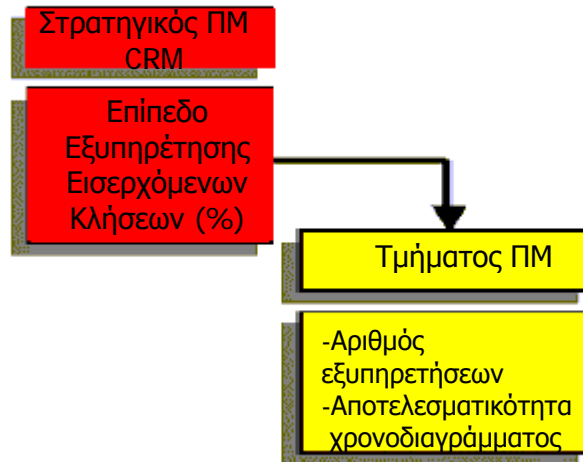 Στρατηγικός ΠΜ
CRM
Επίπεδο
Εξυπηρέτησης
Εισερχόμενων
Κλήσεων (%)
Τμήματος ΠΜ
-Αριθμός
εξυπηρετήσεων
-Αποτελεσματικότητα
χρονοδιαγράμματος